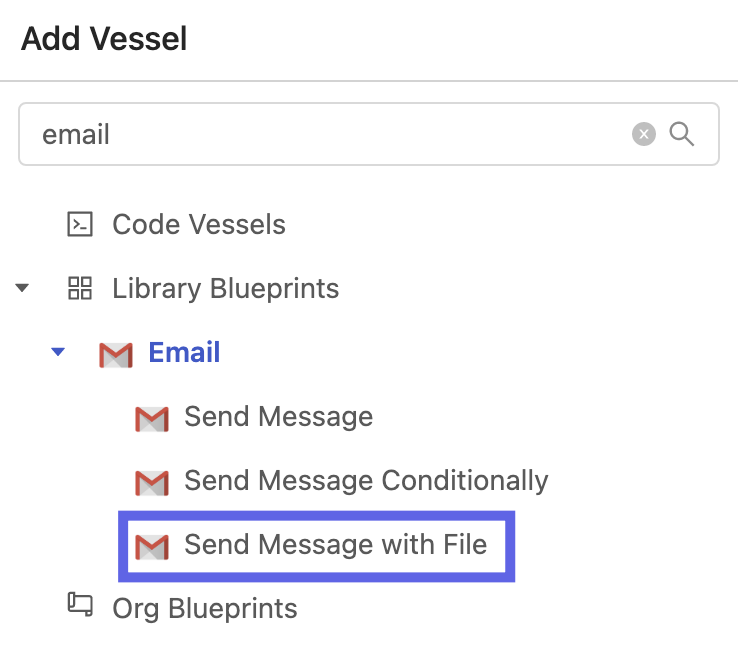 Add Vessel
email
Code Vessels
Library Blueprints
Email
Send Message
Send Message Conditionally
Send Message with File
Org Blueprints